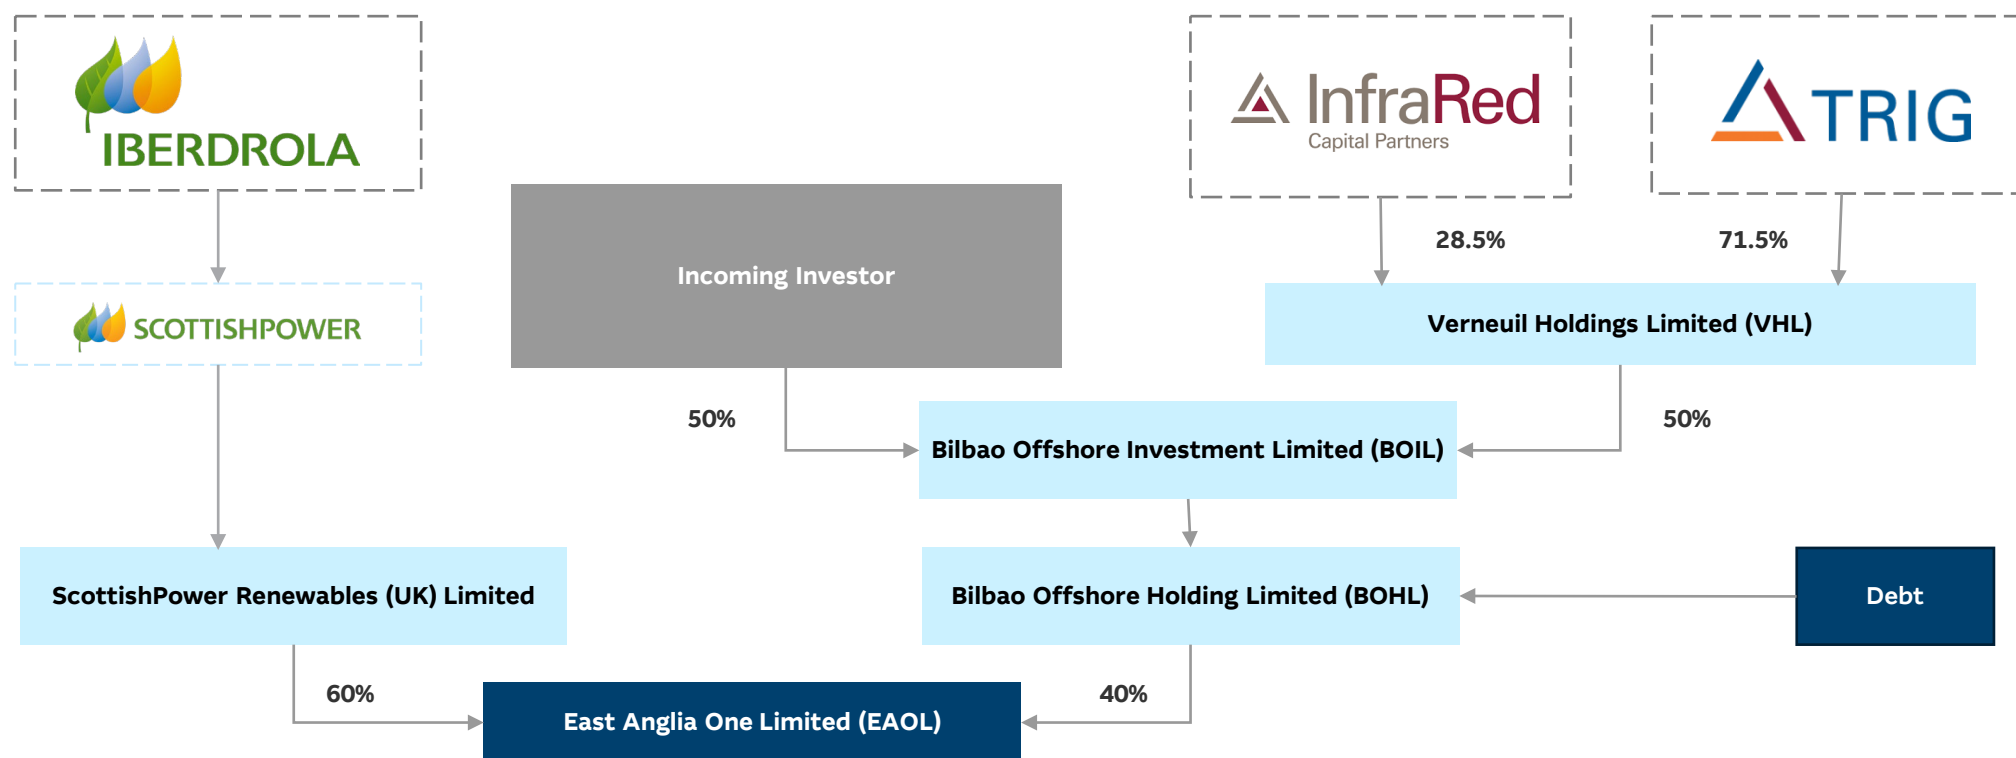 IBERDROLA
InfraRed
Capital Partners
TRIG
28.5%
71.5%
Incoming Investor
SCOTTISHPOWER
Verneuil Holdings Limited (VHL)
50%
50%
Bilbao Offshore Investment Limited (BOIL)
ScottishPower Renewables (UK) Limited
Bilbao Offshore Holding Limited (BOHL)
Debt
60%
40%
East Anglia One Limited (EAOL)